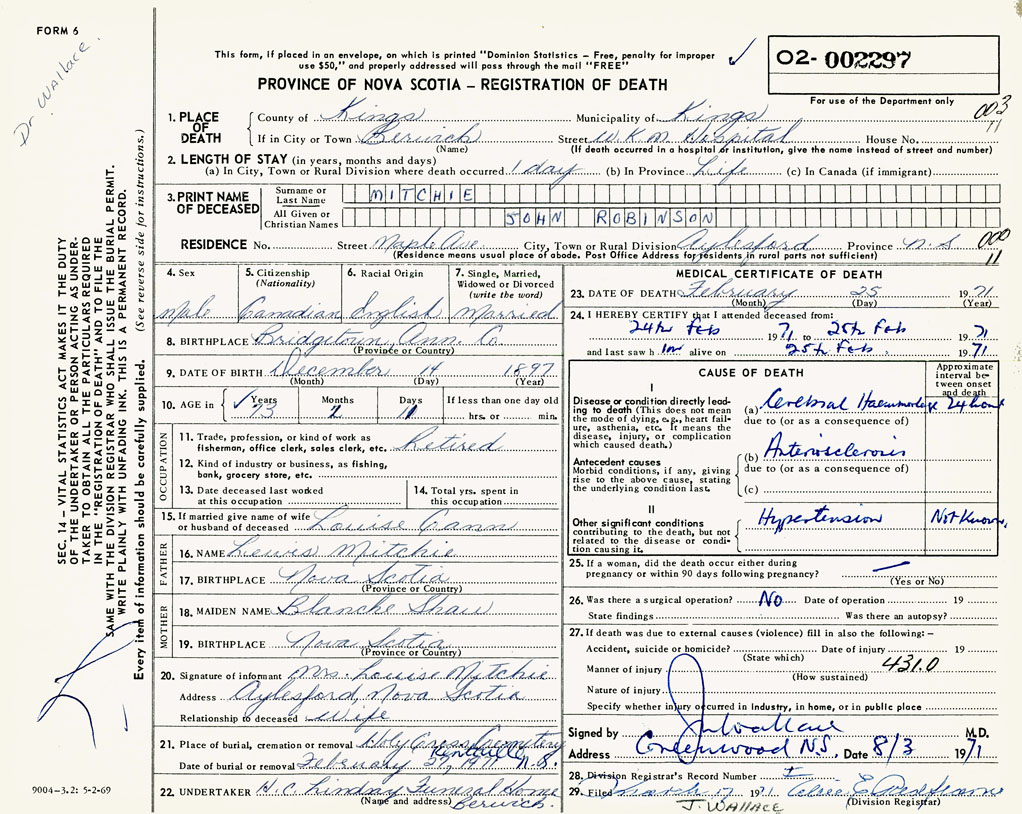 FORM 6
Dr Wallace.
This form, if placed in an envelope, on which is printed "Dominion Statistics – Free, penalty for improper
use $50," and properly addressed will pass through the mail "FREE"
PROVINCE OF NOVA SCOTIA – REGISTRATION OF DEATH
02- 002297
For use of the Department only
003
11
1. PLACE OF DEATH
County of Kings Municipality of Kings
If in City or Town Berwick Street W.K.M. Hospital House No.
(Name) (If death occurred in a hospital or institution, give the name instead of street and number)
2. LENGTH OF STAY (in years, months and days)
(a) In City, Town or Rural Division where death occurred 1 day (b) In Province Life (c) In Canada (if immigrant)
3. PRINT NAME OF DECEASED
Surname or Last Name MITCHIE
All Given or Christian Names JOHN ROBINSON
RESIDENCE No. Street Maple Ave. City, Town or Rural Division Aylesford Province N.S
000
11
(Residence means usual place of abode. Post Office Address for residents in rural parts not sufficient)
SEC. 14 – VITAL STATISTICS ACT MAKES IT THE DUTY
OF THE UNDERTAKER OR PERSON ACTING AS UNDER-
TAKER TO OBTAIN ALL THE PARTICULARS REQUIRED
IN THE "REGISTRATION OF DEATH" AND TO FILE THE
SAME WITH THE DIVISION REGISTRAR WHO SHALL ISSUE THE BURIAL PERMIT.
WRITE PLAINLY WITH UNFADING INK. THIS IS A PERMANENT RECORD.
Every item of information should be carefully supplied. (See reverse side for instructions.)
4. Sex
Male
5. Citizenship
(Nationality)
Canadian
6. Racial Origin
English
7. Single, Married,
Widowed or Divorced
(write the word)
Married
8. BIRTHPLACE Bridgetown Ann. Co.
(Province or Country)
9. DATE OF BIRTH December 14 1897
(Month) (Day) (Year)
10. AGE in Years 73 Months 2 Days 11 If less than one day old
hrs. or min.
OCCUPATION
11. Trade, profession, or kind of work as
fisherman, office clerk, sales clerk, etc. Retired
12. Kind of industry or business, as fishing,
bank, grocery store, etc.
13. Date deceased last worked
at this occupation
14. Total yrs. spent in
this occupation
15. If married give name of wife
or husband of deceased Louise Cann
FATHER
16. NAME Lewis Mitchie
17. BIRTHPLACE Nova Scotia
(Province or Country)
MOTHER
18. MAIDEN NAME Blanche Shaw
19. BIRTHPLACE Nova Scotia
(Province or Country)
20. Signature of informant Mrs. Louise Mitchie
Address Aylesford, Nova Scotia
Relationship to deceased Wife
21. Place of burial, cremation or removal Holy Cross Cemetery
Kentville N.S.
Date of burial or removal February 27, 1971
22. UNDERTAKER H.C. Lindsay Funeral Home
(Name and address) Berwick.
9004–3.2: 5-2-69
MEDICAL CERTIFICATE OF DEATH
23. DATE OF DEATH February 25 1971
(Month) (Day) (Year)
24. I HEREBY CERTIFY that I attended deceased from:
24th Feb 1971 to 25th Feb 71
and last saw him alive on 25th Feb, 1971
CAUSE OF DEATH
Approximate
interval be-
tween onset
and death
I
Disease or condition directly lead-
ing to death (This does not mean
the mode of dying, e.g., heart fail-
ure, asthenia, etc. It means the
disease, injury, or complication
which caused death.)
(a) Cerebral Haemorrhage 24 hours
due to (or as a consequence of)
Antecedent causes
Morbid conditions, if any, giving
rise to the above cause, stating
the underlying condition last.
(b) Arteriosclerosis
due to (or as a consequence of)
(c)
II
Other significant conditions
contributing to the death, but not
related to the disease or condi-
tion causing it.
Hypertension Not Known
25. If a woman, did the death occur either during
pregnancy or within 90 days following pregnancy? —
(Yes or No)
26. Was there a surgical operation? NO Date of operation 19
State findings Was there an autopsy?
27. If death was due to external causes (violence) fill in also the following: –
Accident, suicide or homicide? Date of injury 19
(State which)
Manner of injury 431.0
(How sustained)
Nature of injury
Specify whether injury occurred in industry, in home, or in public place
Signed by J Wallace M.D.
Address Greenwood N.S. Date 8/3 1971
28. Division Registrar's Record Number
29. Filed March 17 1971
(Division Registrar)
J. WALLACE